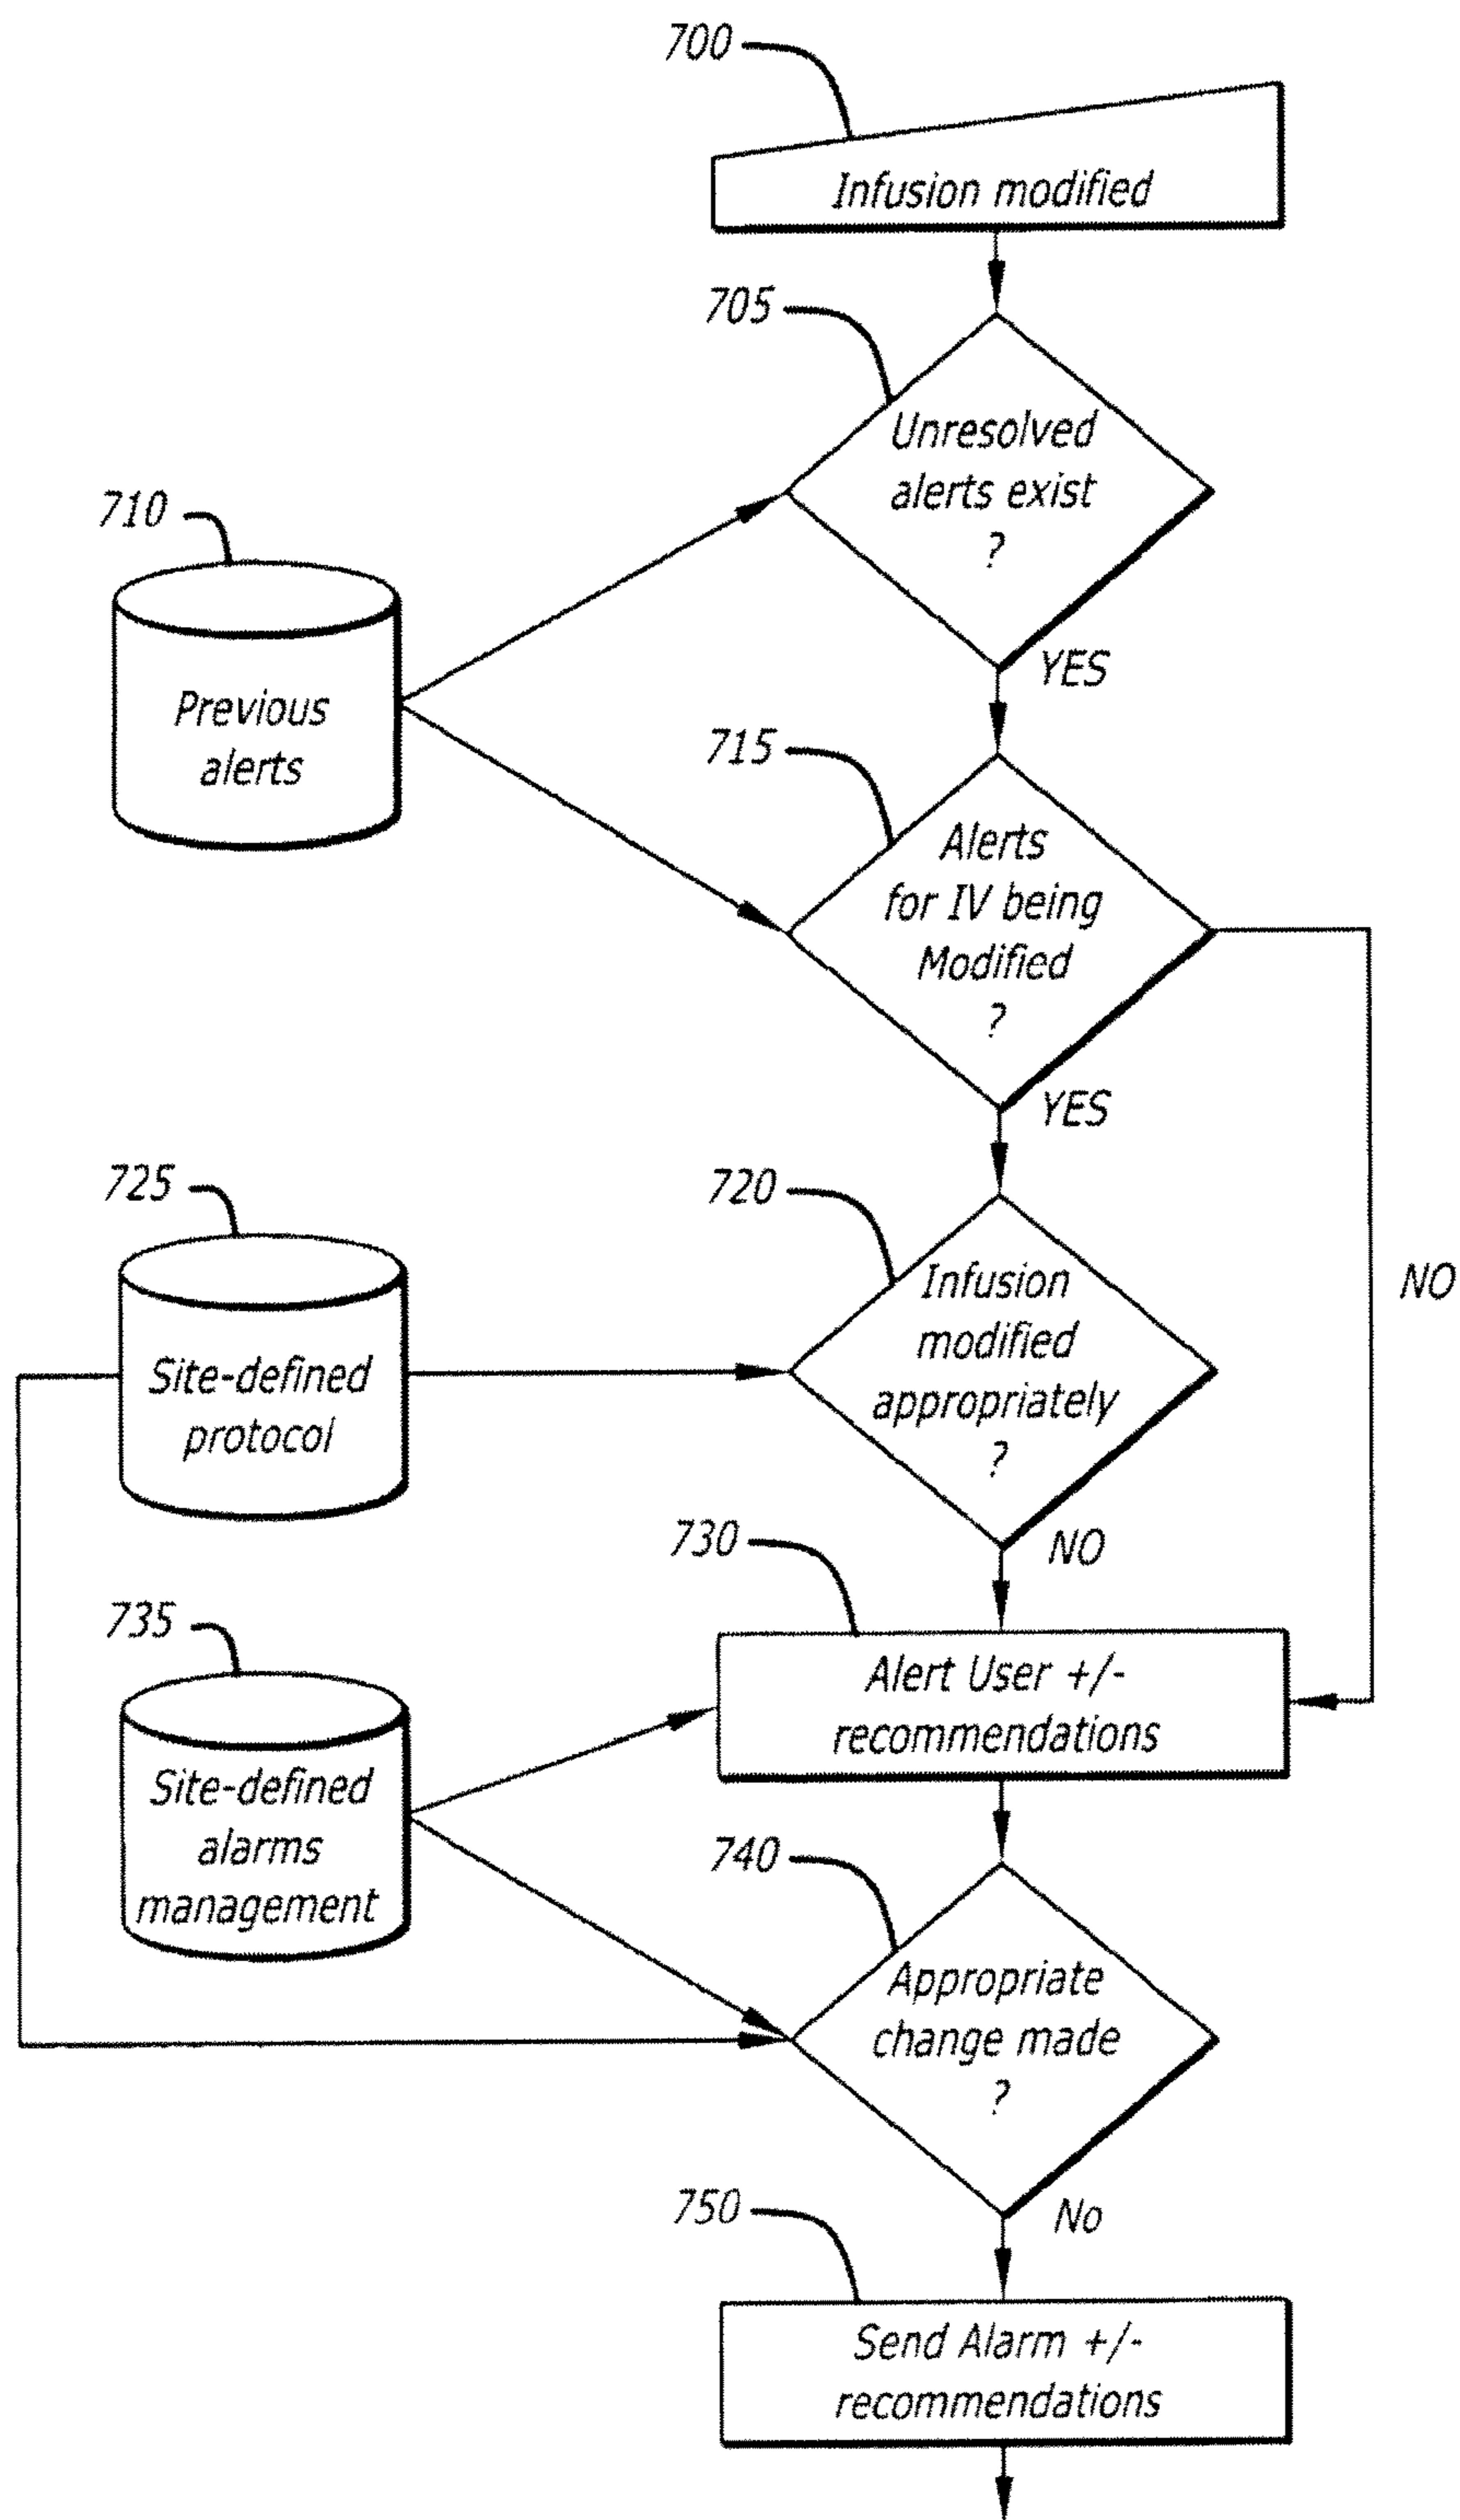 700
Infusion modified
705
Unresolved
alerts exist
?
YES
710
Previous
alerts
715
Alerts
for IV being
Modified
?
YES
NO
725
Site-defined
protocol
720
Infusion
modified
appropriately
?
NO
730
Alert User +/-
recommendations
735
Site-defined
alarms
management
740
Appropriate
change made
?
No
750
Send Alarm +/-
recommendations